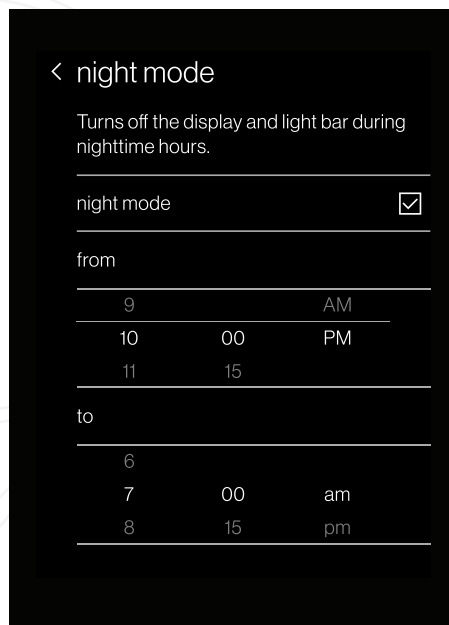 night mode
Turns off the display and light bar during
nighttime hours.
night mode
from
9 AM
10 00 PM
11 15
to
6
7 00 am
8 15 pm